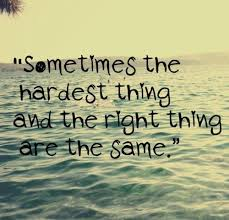 "Sometimes the
hardest thing
and the right thing
are the same."